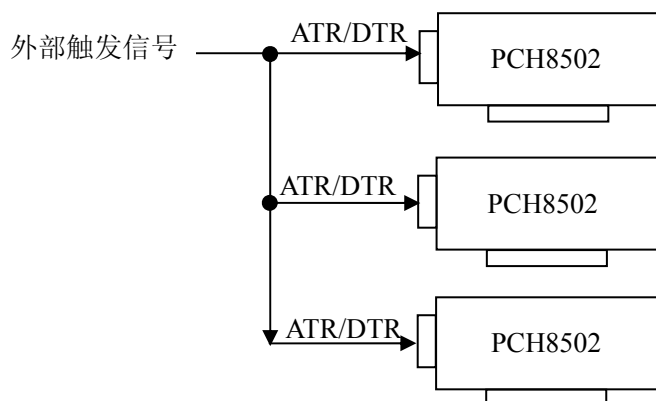 外部触发信号
ATR/DTR
PCH8502
ATR/DTR
PCH8502
ATR/DTR
PCH8502